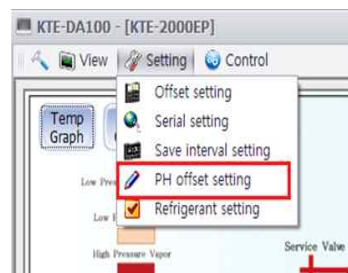 KTE-DA100 - [KTE-2000EP]
View Setting Control
Offset setting
Serial setting
Save interval setting
PH offset setting
Refrigerant setting
Temp
Graph
Low
Low
High Pressure Vapor
Service Valve